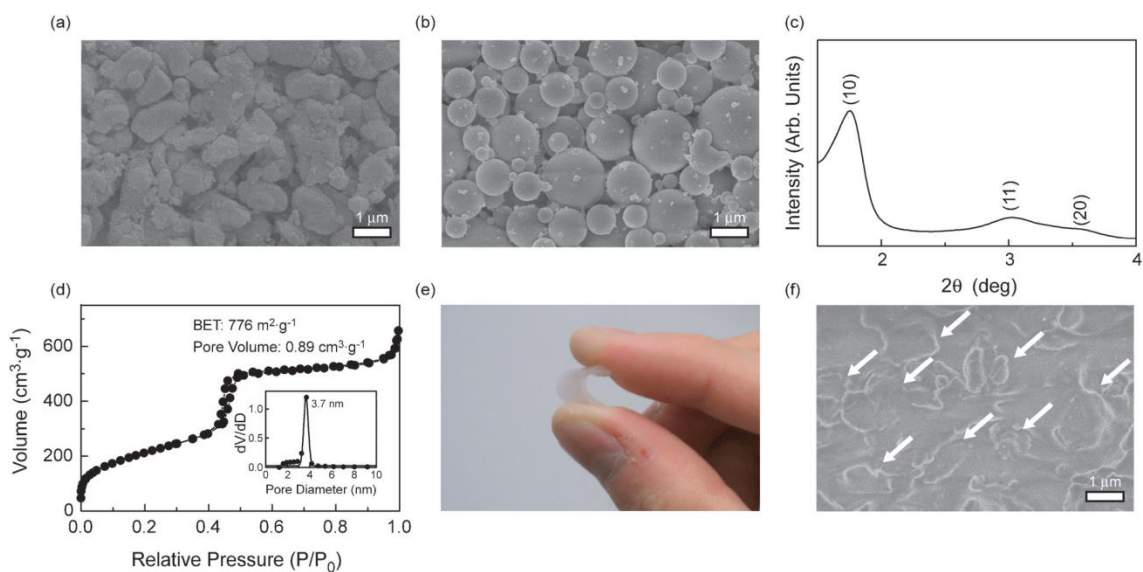 (a)
(b)
(c)
1 μm
1 μm
Intensity (Arb. Units)
(10)
(11)
(20)
2
3
4
2θ (deg)
(d)
(e)
(f)
Volume (cm³·g⁻¹)
600
400
200
0
BET: 776 m²·g⁻¹
Pore Volume: 0.89 cm³·g⁻¹
dV/dD
1.0
0.5
0.0
3.7 nm
0 2 4 6 8 10
Pore Diameter (nm)
0.0 0.2 0.4 0.6 0.8 1.0
Relative Pressure (P/P₀)
1 μm